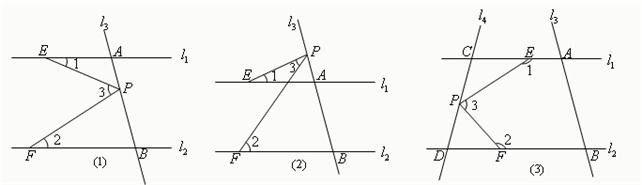 l₃
E A l₁
1
3 P
2
F B l₂
(1)
l₃
P
3
E 1 A l₁
2
F B l₂
(2)
l₄ l₃
C E A l₁
1
P 3
2
D F B l₂
(3)